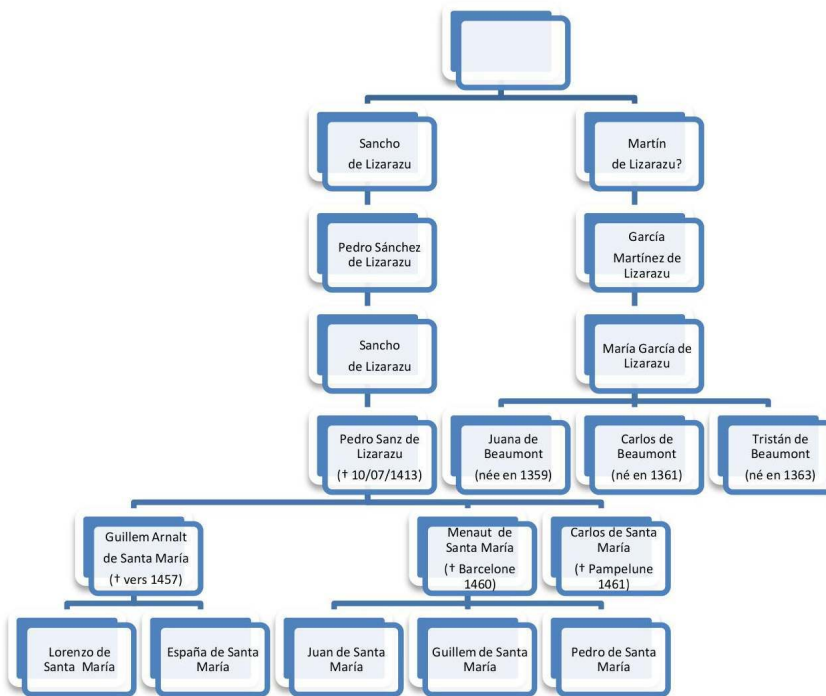 Sancho
de Lizarazu
Martín
de Lizarazu?
Pedro Sánchez
de Lizarazu
García
Martínez de
Lizarazu
Sancho
de Lizarazu
María García de
Lizarazu
Pedro Sanz de
Lizarazu
(† 10/07/1413)
Juana de
Beaumont
(née en 1359)
Carlos de
Beaumont
(né en 1361)
Tristán de
Beaumont
(né en 1363)
Guillem Arnalt
de Santa María
(† vers 1457)
Menaut de
Santa María
(† Barcelone
1460)
Carlos de Santa
María
(† Pampelune
1461)
Lorenzo de
Santa María
España de Santa
María
Juan de Santa
María
Guillem de Santa
María
Pedro de Santa
María